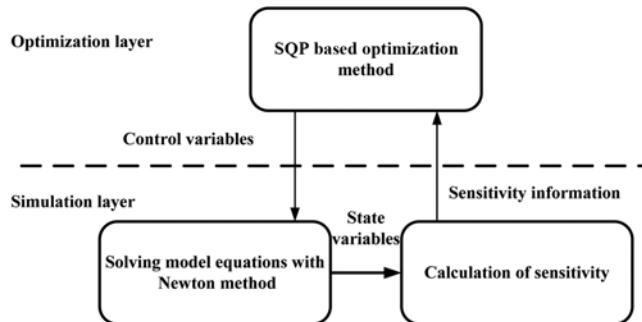 Optimization layer
SQP based optimization
method
Control variables
Sensitivity information
Simulation layer
State
variables
Solving model equations with
Newton method
Calculation of sensitivity